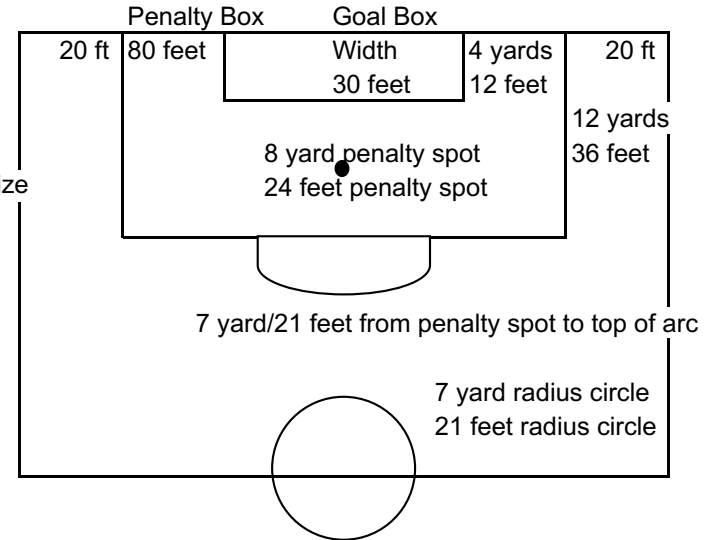 Penalty Box Goal Box
20 ft 80 feet Width 4 yards 20 ft
30 feet 12 feet
12 yards
8 yard penalty spot 36 feet
24 feet penalty spot
7 yard/21 feet from penalty spot to top of arc
7 yard radius circle
21 feet radius circle